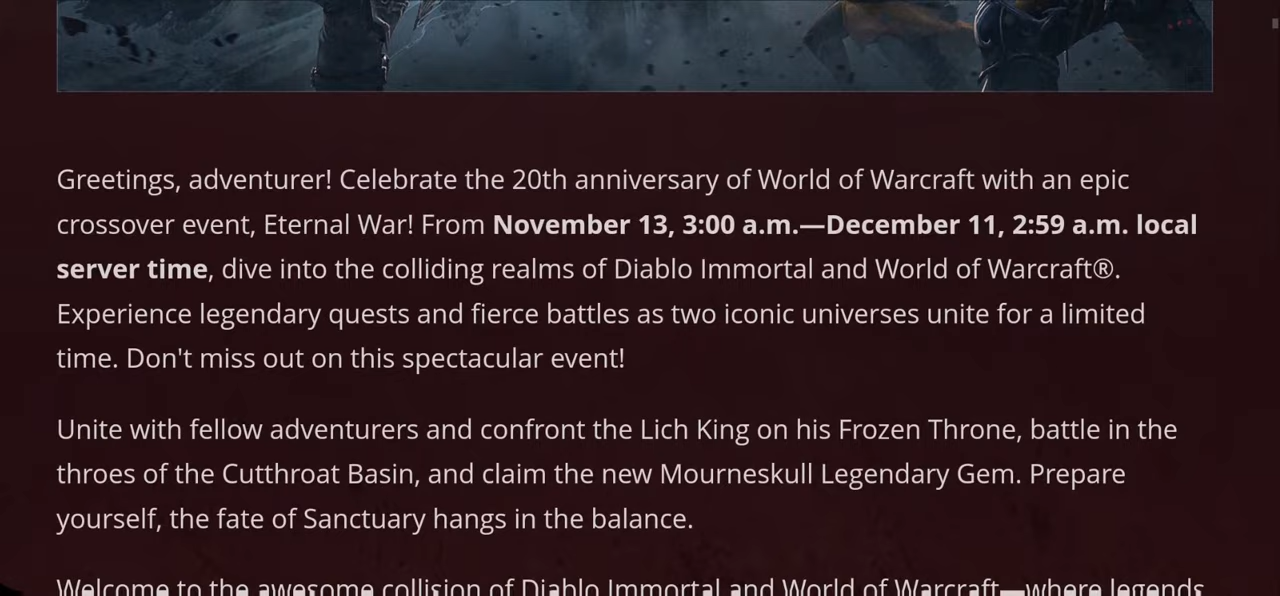 Greetings, adventurer! Celebrate the 20th anniversary of World of Warcraft with an epic
crossover event, Eternal War! From November 13, 3:00 a.m.—December 11, 2:59 a.m. local
server time, dive into the colliding realms of Diablo Immortal and World of Warcraft®.
Experience legendary quests and fierce battles as two iconic universes unite for a limited
time. Don't miss out on this spectacular event!
Unite with fellow adventurers and confront the Lich King on his Frozen Throne, battle in the
throes of the Cutthroat Basin, and claim the new Mourneskull Legendary Gem. Prepare
yourself, the fate of Sanctuary hangs in the balance.
Welcome to the awesome collision of Diablo Immortal and World of Warcraft—where legends